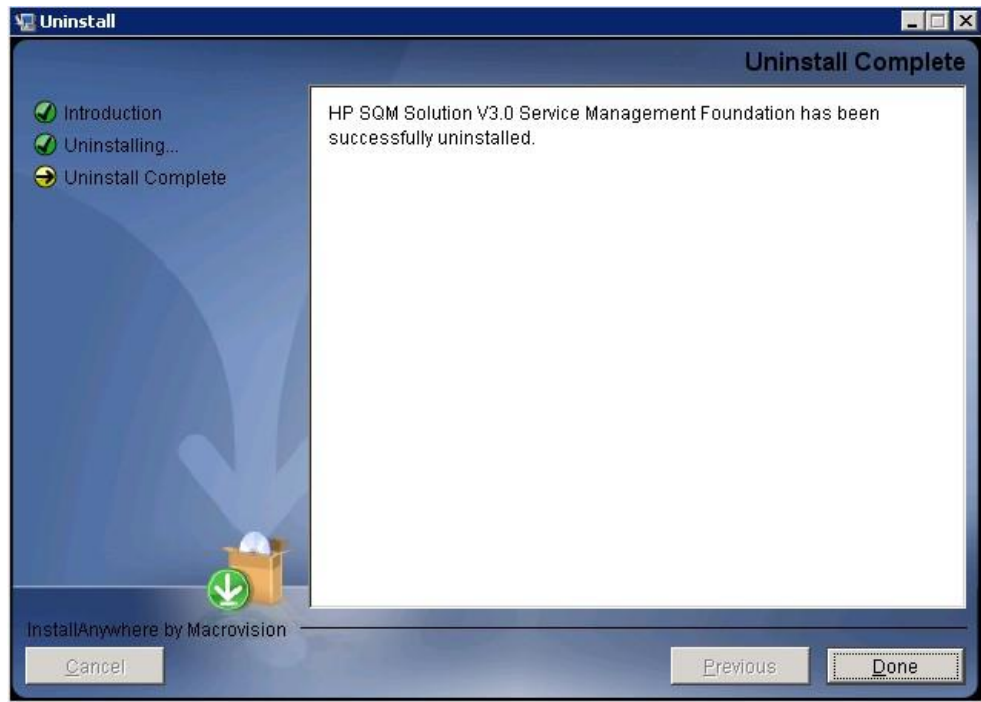 Uninstall
Uninstall Complete
Introduction
Uninstalling...
Uninstall Complete
HP SQM Solution V3.0 Service Management Foundation has been
successfully uninstalled.
InstallAnywhere by Macrovision
Cancel
Previous
Done